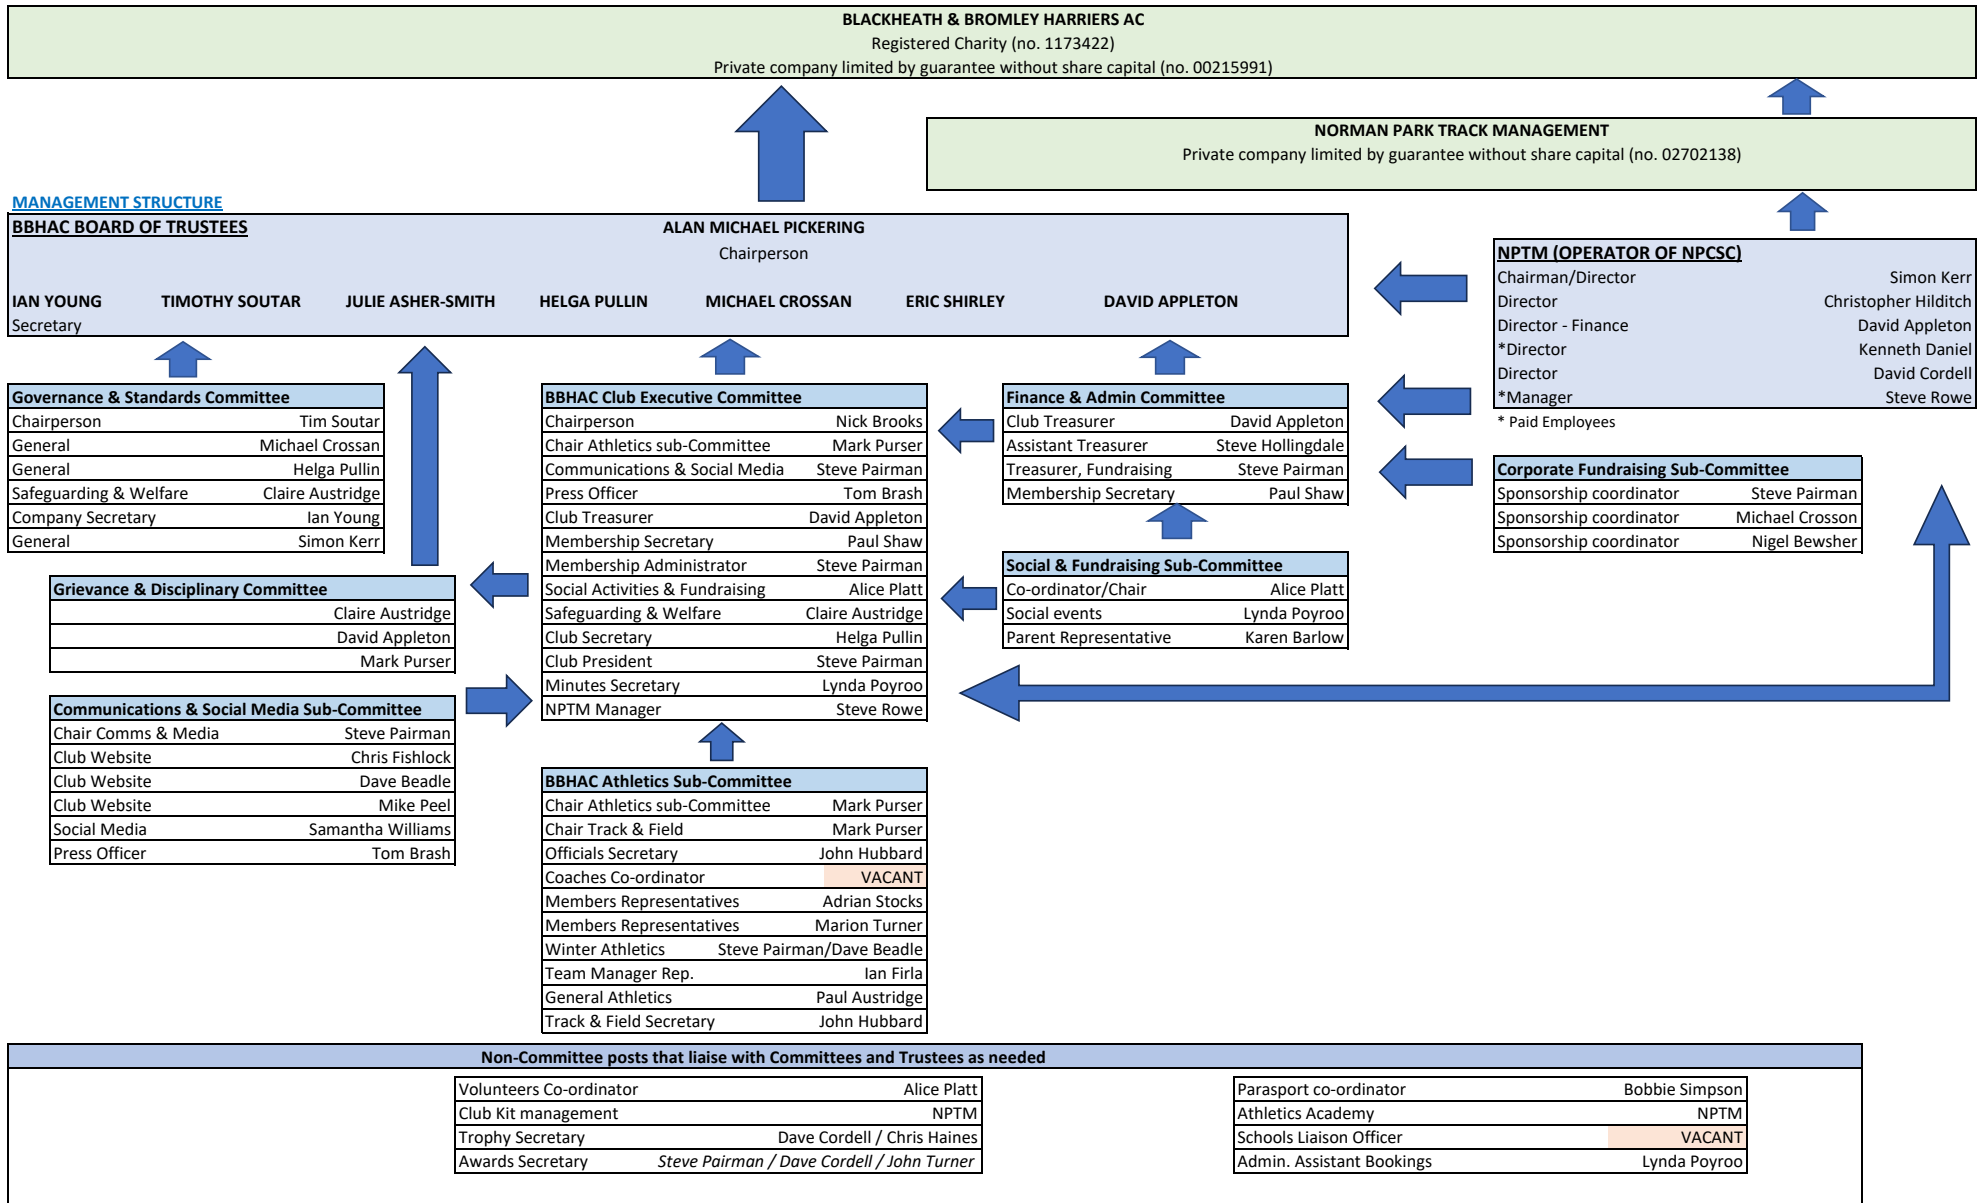 BLACKHEATH & BROMLEY HARRIERS AC
Registered Charity (no. 1173422)
Private company limited by guarantee without share capital (no. 00215991)
NORMAN PARK TRACK MANAGEMENT
Private company limited by guarantee without share capital (no. 02702138)
MANAGEMENT STRUCTURE
BBHAC BOARD OF TRUSTEES
ALAN MICHAEL PICKERING
Chairperson
IAN YOUNG TIMOTHY SOUTAR JULIE ASHER-SMITH HELGA PULLIN MICHAEL CROSSAN ERIC SHIRLEY DAVID APPLETON
Secretary
NPTM (OPERATOR OF NPCSC)
Chairman/Director Simon Kerr
Director Christopher Hilditch
Director - Finance David Appleton
*Director Kenneth Daniel
Director David Cordell
*Manager Steve Rowe
* Paid Employees
Governance & Standards Committee
Chairperson Tim Soutar
General Michael Crossan
General Helga Pullin
Safeguarding & Welfare Claire Austridge
Company Secretary Ian Young
General Simon Kerr
BBHAC Club Executive Committee
Chairperson Nick Brooks
Chair Athletics sub-Committee Mark Purser
Communications & Social Media Steve Pairman
Press Officer Tom Brash
Club Treasurer David Appleton
Membership Secretary Paul Shaw
Membership Administrator Steve Pairman
Social Activities & Fundraising Alice Platt
Safeguarding & Welfare Claire Austridge
Club Secretary Helga Pullin
Club President Steve Pairman
Minutes Secretary Lynda Poyroo
NPTM Manager Steve Rowe
Finance & Admin Committee
Club Treasurer David Appleton
Assistant Treasurer Steve Hollingdale
Treasurer, Fundraising Steve Pairman
Membership Secretary Paul Shaw
Corporate Fundraising Sub-Committee
Sponsorship coordinator Steve Pairman
Sponsorship coordinator Michael Crosson
Sponsorship coordinator Nigel Bewsher
Social & Fundraising Sub-Committee
Co-ordinator/Chair Alice Platt
Social events Lynda Poyroo
Parent Representative Karen Barlow
Grievance & Disciplinary Committee
Claire Austridge
David Appleton
Mark Purser
Communications & Social Media Sub-Committee
Chair Comms & Media Steve Pairman
Club Website Chris Fishlock
Club Website Dave Beadle
Club Website Mike Peel
Social Media Samantha Williams
Press Officer Tom Brash
BBHAC Athletics Sub-Committee
Chair Athletics sub-Committee Mark Purser
Chair Track & Field Mark Purser
Officials Secretary John Hubbard
Coaches Co-ordinator VACANT
Members Representatives Adrian Stocks
Members Representatives Marion Turner
Winter Athletics Steve Pairman/Dave Beadle
Team Manager Rep. Ian Firla
General Athletics Paul Austridge
Track & Field Secretary John Hubbard
Non-Committee posts that liaise with Committees and Trustees as needed
Volunteers Co-ordinator Alice Platt
Club Kit management NPTM
Trophy Secretary Dave Cordell / Chris Haines
Awards Secretary Steve Pairman / Dave Cordell / John Turner
Parasport co-ordinator Bobbie Simpson
Athletics Academy NPTM
Schools Liaison Officer VACANT
Admin. Assistant Bookings Lynda Poyroo